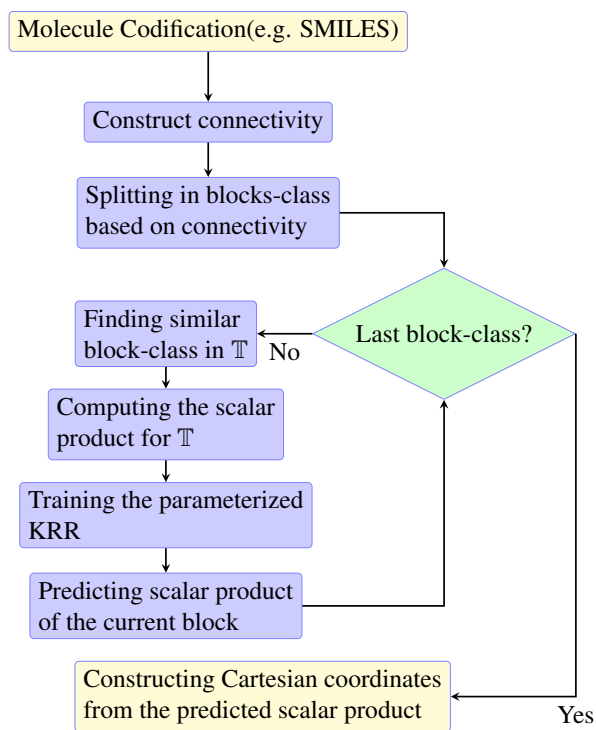 Molecule Codification(e.g. SMILES)
Construct connectivity
Splitting in blocks-class
based on connectivity
Last block-class?
No
Finding similar
block-class in 𝕋
Computing the scalar
product for 𝕋
Training the parameterized
KRR
Predicting scalar product
of the current block
Constructing Cartesian coordinates
from the predicted scalar product
Yes